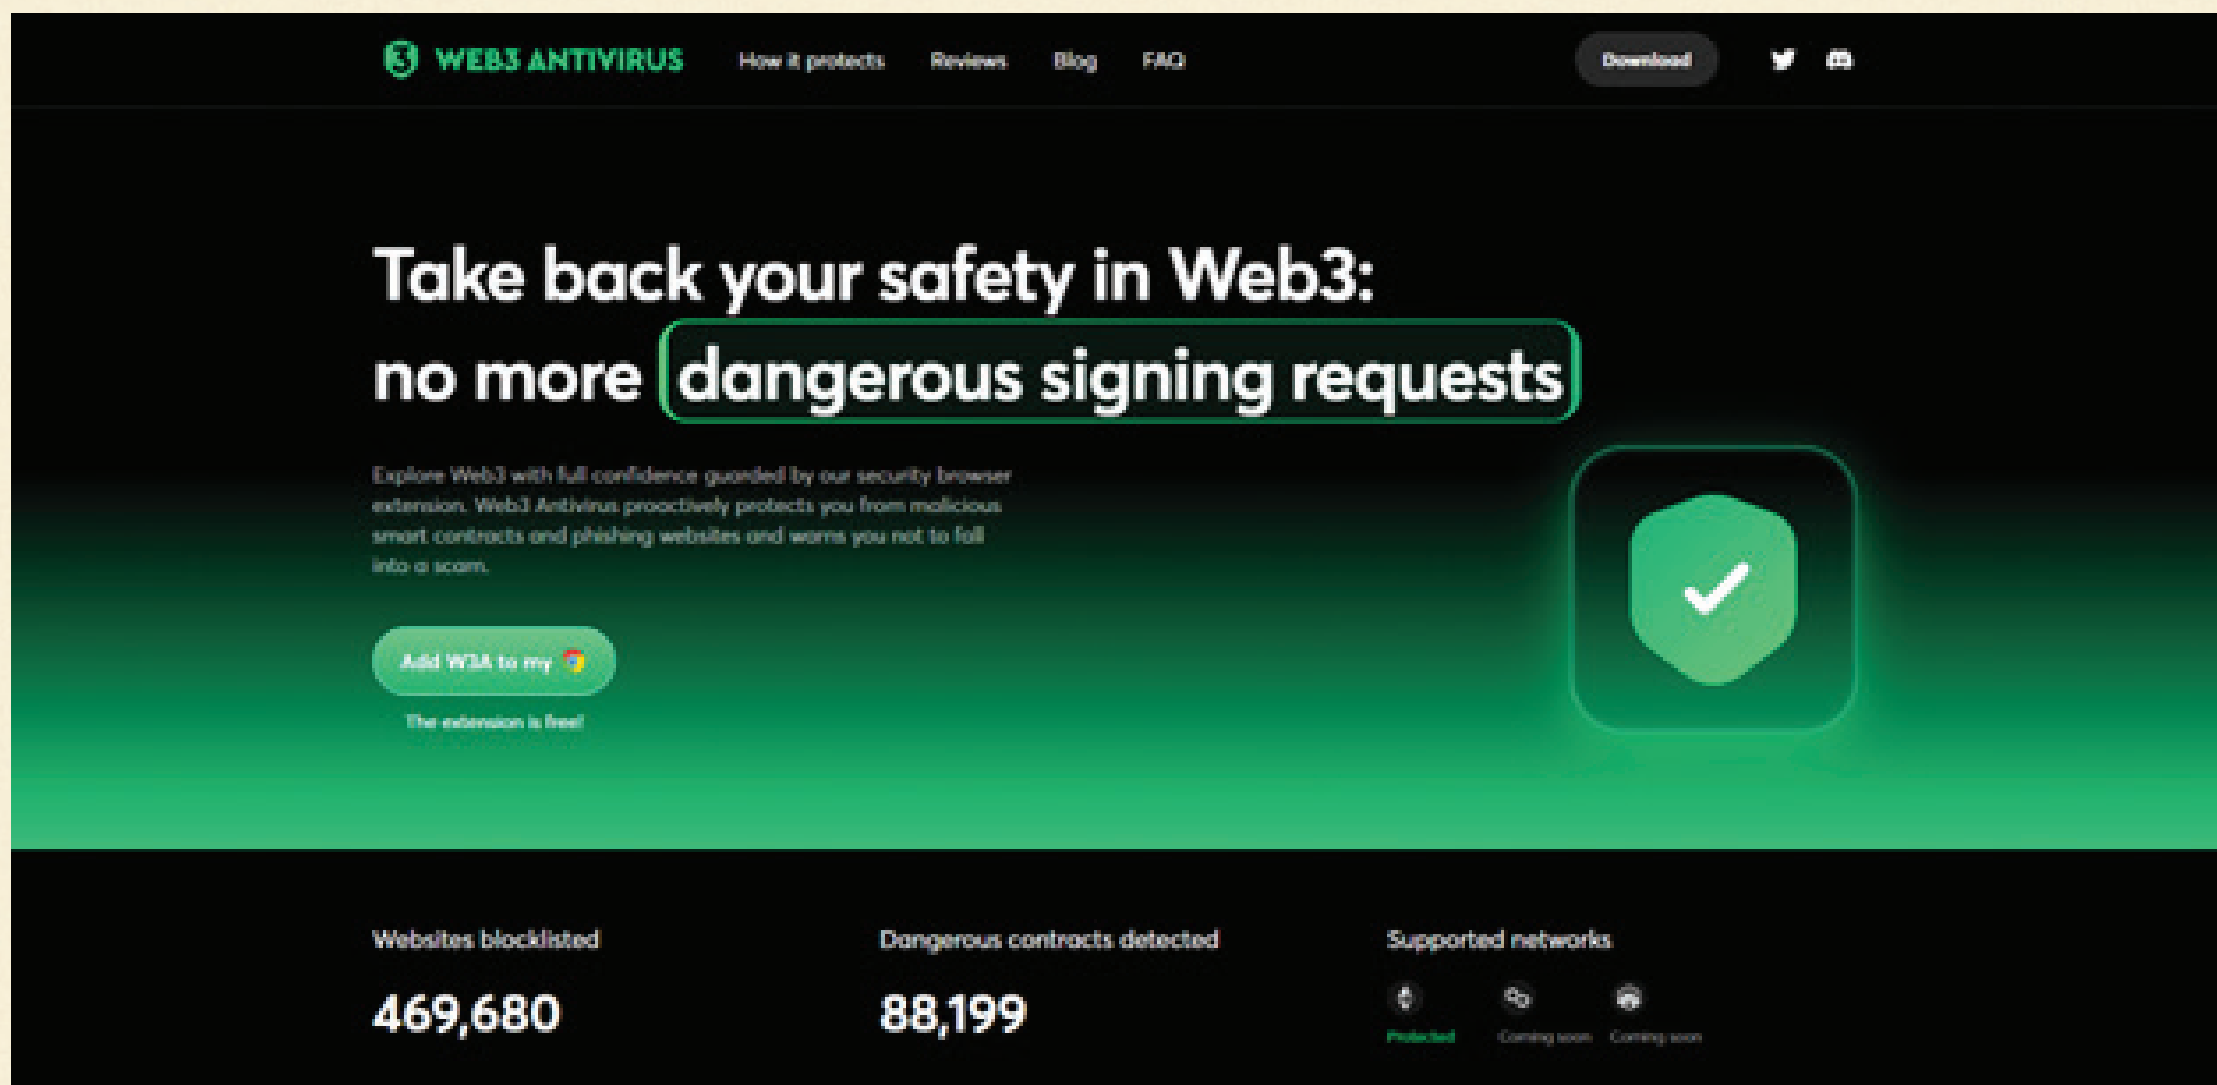 WEB3 ANTIVIRUS
How it protects
Reviews
Blog
FAQ
Download
Take back your safety in Web3:
no more dangerous signing requests
Explore Web3 with full confidence guarded by our security browser
extension. Web3 Antivirus proactively protects you from malicious
smart contracts and phishing websites and warns you not to fall
into a scam.
Add W3A to my
The extension is free!
Websites blocklisted
469,680
Dangerous contracts detected
88,199
Supported networks
Protected
Coming soon
Coming soon